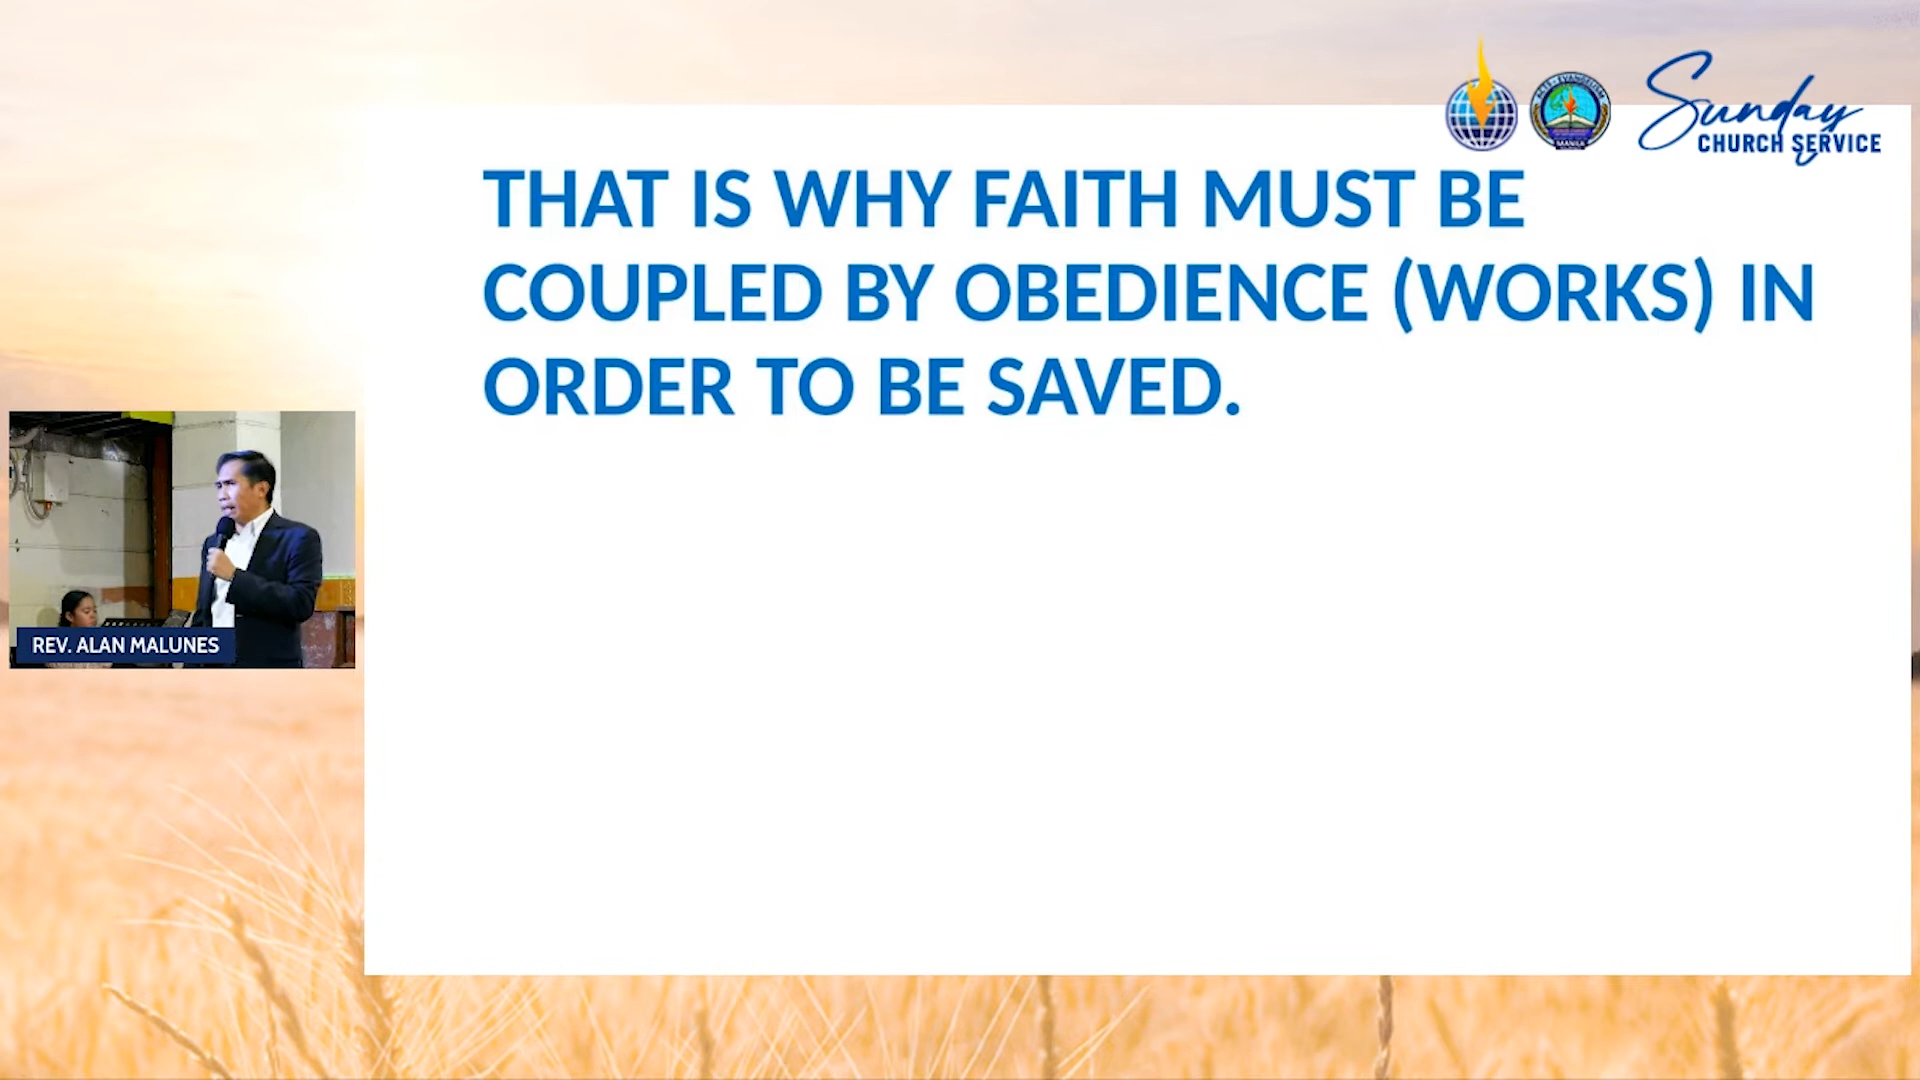 Sunday
CHURCH SERVICE
THAT IS WHY FAITH MUST BE
COUPLED BY OBEDIENCE (WORKS) IN
ORDER TO BE SAVED.
REV. ALAN MALUNES
MANILA